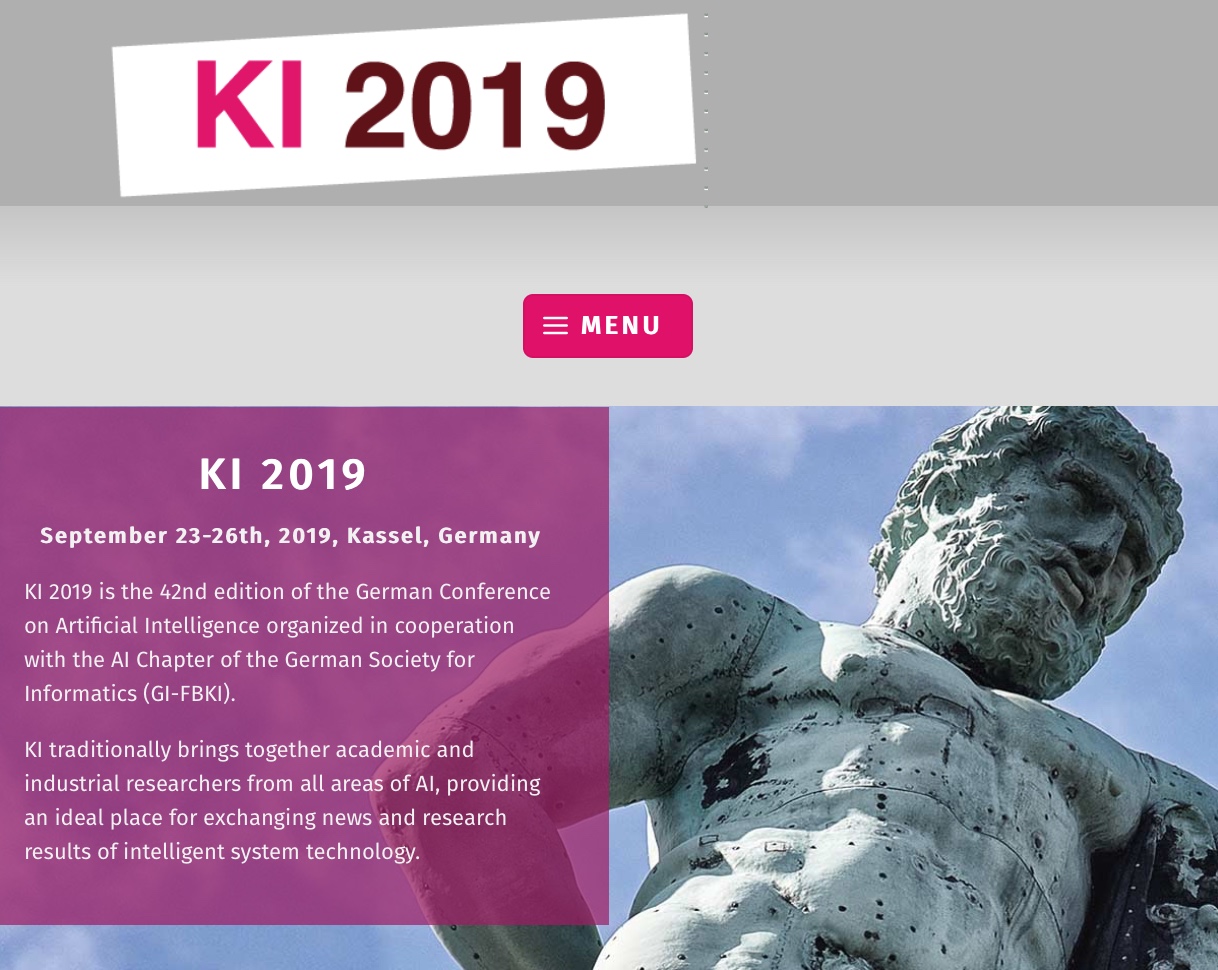 KI 2019
MENU
KI 2019
September 23-26th, 2019, Kassel, Germany
KI 2019 is the 42nd edition of the German Conference
on Artificial Intelligence organized in cooperation
with the AI Chapter of the German Society for
Informatics (GI-FBKI).
KI traditionally brings together academic and
industrial researchers from all areas of AI, providing
an ideal place for exchanging news and research
results of intelligent system technology.